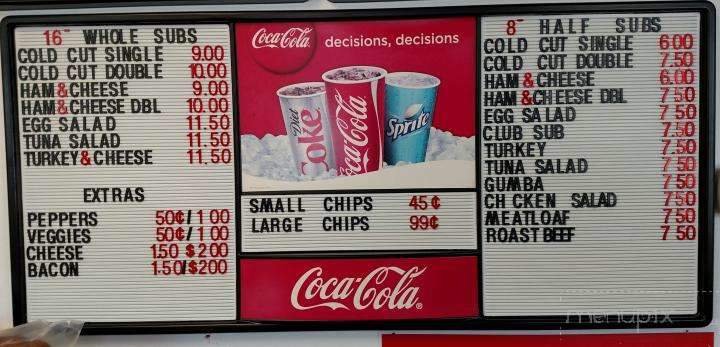 16" WHOLE SUBS
COLD CUT SINGLE 9.00
COLD CUT DOUBLE 10.00
HAM&CHEESE 9.00
HAM&CHEESE DBL 10.00
EGG SALAD 11.50
TUNA SALAD 11.50
TURKEY&CHEESE 11.50
EXTRAS
PEPPERS 50¢/1 00
VEGGIES 50¢/1 00
CHEESE 1.50 $2.00
BACON 1.50/$200
Coca-Cola decisions, decisions
Diet Coke
Coca-Cola
Sprite
SMALL CHIPS 45¢
LARGE CHIPS 99¢
Coca-Cola®
8" HALF SUBS
COLD CUT SINGLE 6 00
COLD CUT DOUBLE 7.50
HAM&CHEESE 6.00
HAM&CHEESE DBL 7 50
EGG SALAD 7 50
CLUB SUB 7.50
TURKEY 7 50
TUNA SALAD 7 50
GUMBA 7 50
CH CKEN SALAD 7 50
MEATLOAF 7 50
ROAST BEEF 7 50
menupix